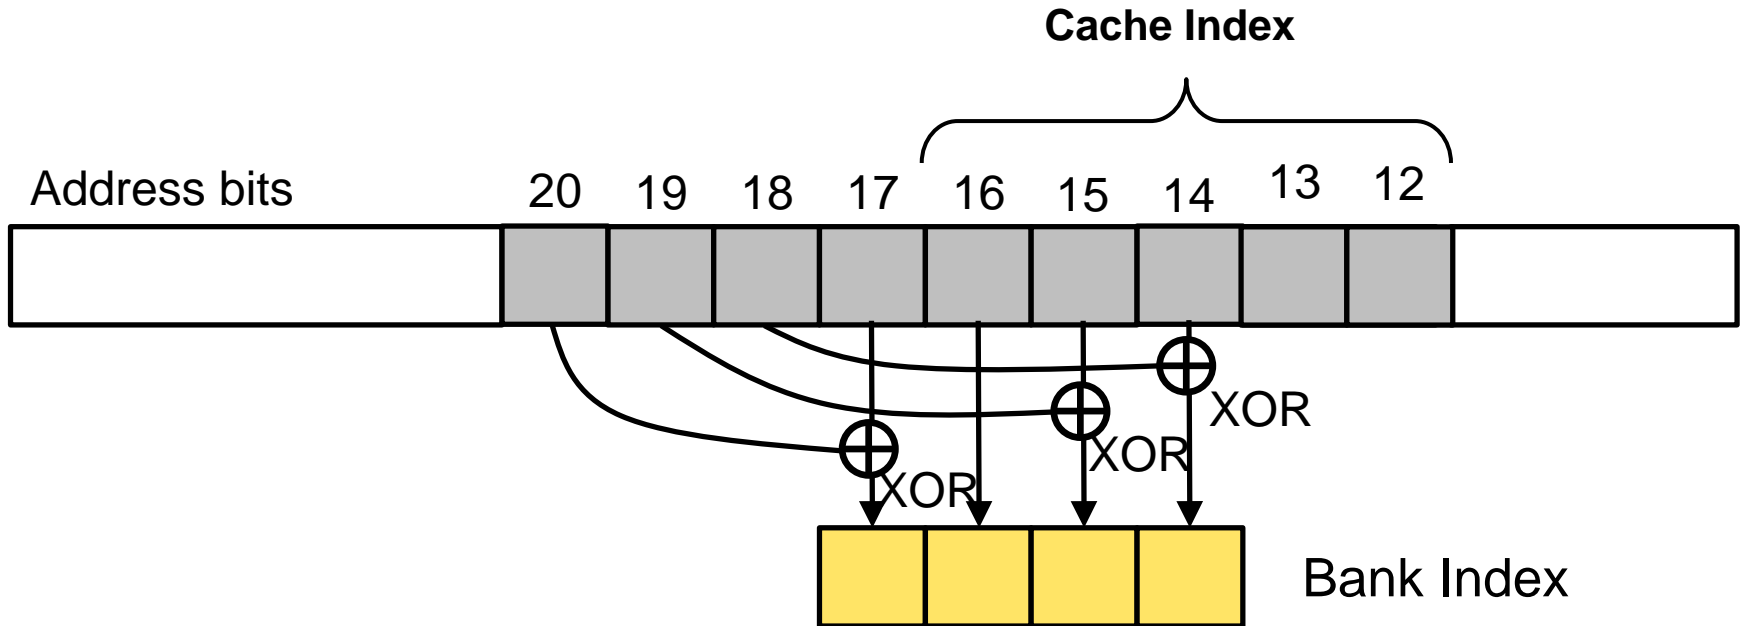 Cache Index
Address bits 20 19 18 17 16 15 14 13 12
XOR
XOR
XOR
Bank Index